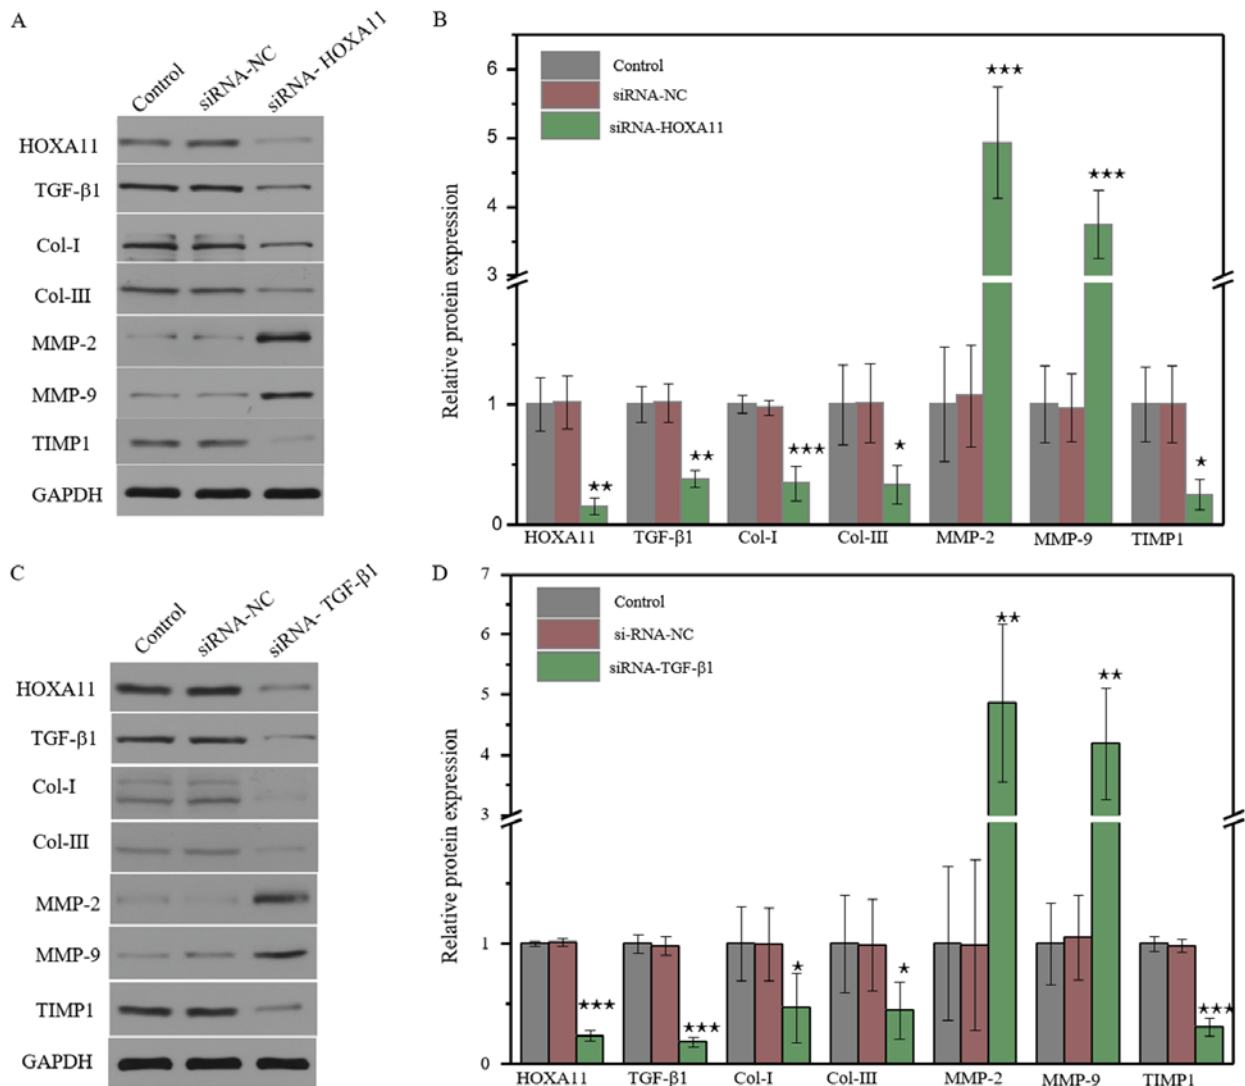 A
Control
siRNA-NC
siRNA- HOXA11
HOXA11
TGF-β1
Col-I
Col-III
MMP-2
MMP-9
TIMP1
GAPDH
B
Control
siRNA-NC
siRNA-HOXA11
Relative protein expression
6
5
4
3
1
0
★★
★★
★★★
★
★★★
★★★
★
HOXA11 TGF-β1 Col-I Col-III MMP-2 MMP-9 TIMP1
C
Control
siRNA-NC
siRNA- TGF-β1
HOXA11
TGF-β1
Col-I
Col-III
MMP-2
MMP-9
TIMP1
GAPDH
D
Control
si-RNA-NC
siRNA-TGF-β1
Relative protein expression
7
6
5
4
3
1
0
★★★
★★★
★
★
★★
★★
★★★
HOXA11 TGF-β1 Col-I Col-III MMP-2 MMP-9 TIMP1